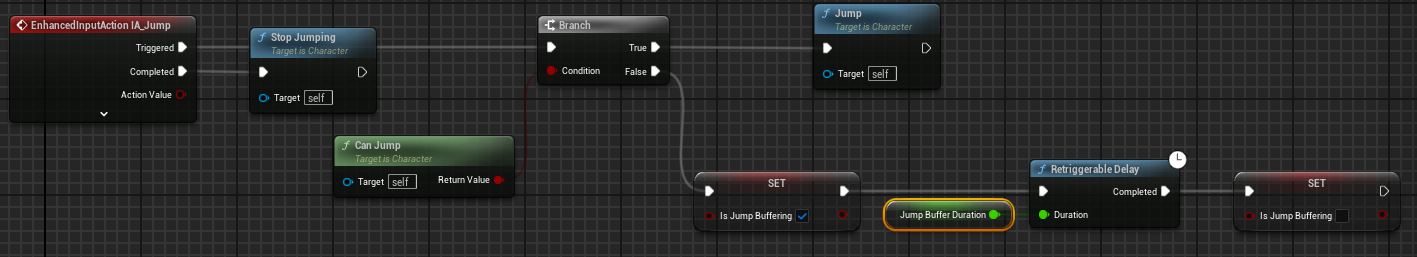 EnhancedInputAction IA_Jump
Triggered
Completed
Action Value
Stop Jumping
Target is Character
Target self
Branch
True
Condition
False
Jump
Target is Character
Target self
Can Jump
Target is Character
Target self
Return Value
SET
Is Jump Buffering
Jump Buffer Duration
Retriggerable Delay
Completed
Duration
SET
Is Jump Buffering